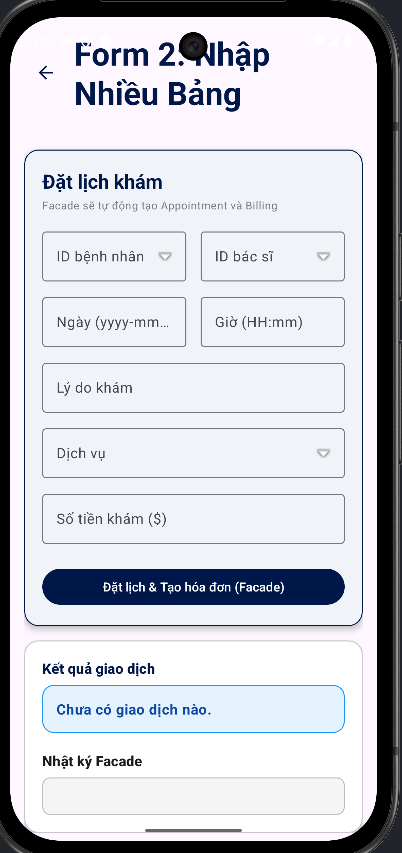 Form 2: Nhập
Nhiều Bảng
Đặt lịch khám
Facade sẽ tự động tạo Appointment và Billing
ID bệnh nhân
ID bác sĩ
Ngày (yyyy-mm...
Giờ (HH:mm)
Lý do khám
Dịch vụ
Số tiền khám ($)
Đặt lịch & Tạo hóa đơn (Facade)
Kết quả giao dịch
Chưa có giao dịch nào.
Nhật ký Facade